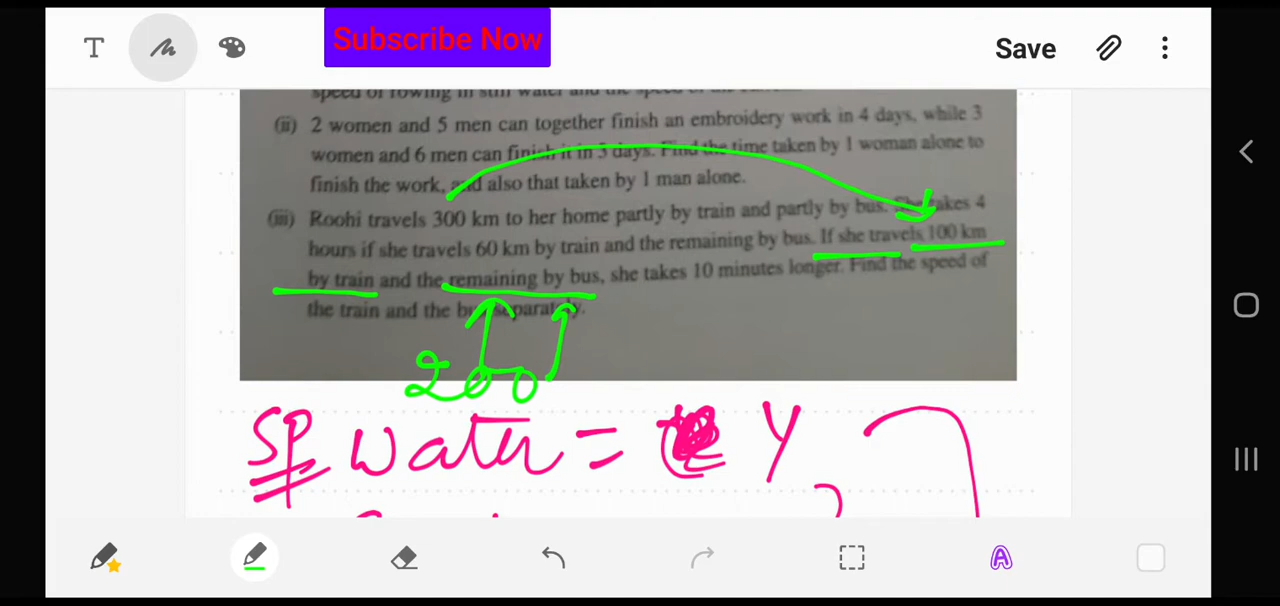 T
Subscribe Now
Save
speed of rowing in still water and the speed of the
(ii) 2 women and 5 men can together finish an embroidery work in 4 days, while 3
women and 6 men can finish it in 3 days. Find the time taken by 1 woman alone to
finish the work, and also that taken by 1 man alone.
(iii) Roohi travels 300 km to her home partly by train and partly by bus. She takes 4
hours if she travels 60 km by train and the remaining by bus. If she travels 100 km
by train and the remaining by bus, she takes 10 minutes longer. Find the speed of
the train and the bus separately.
200
SP Water = Y
A